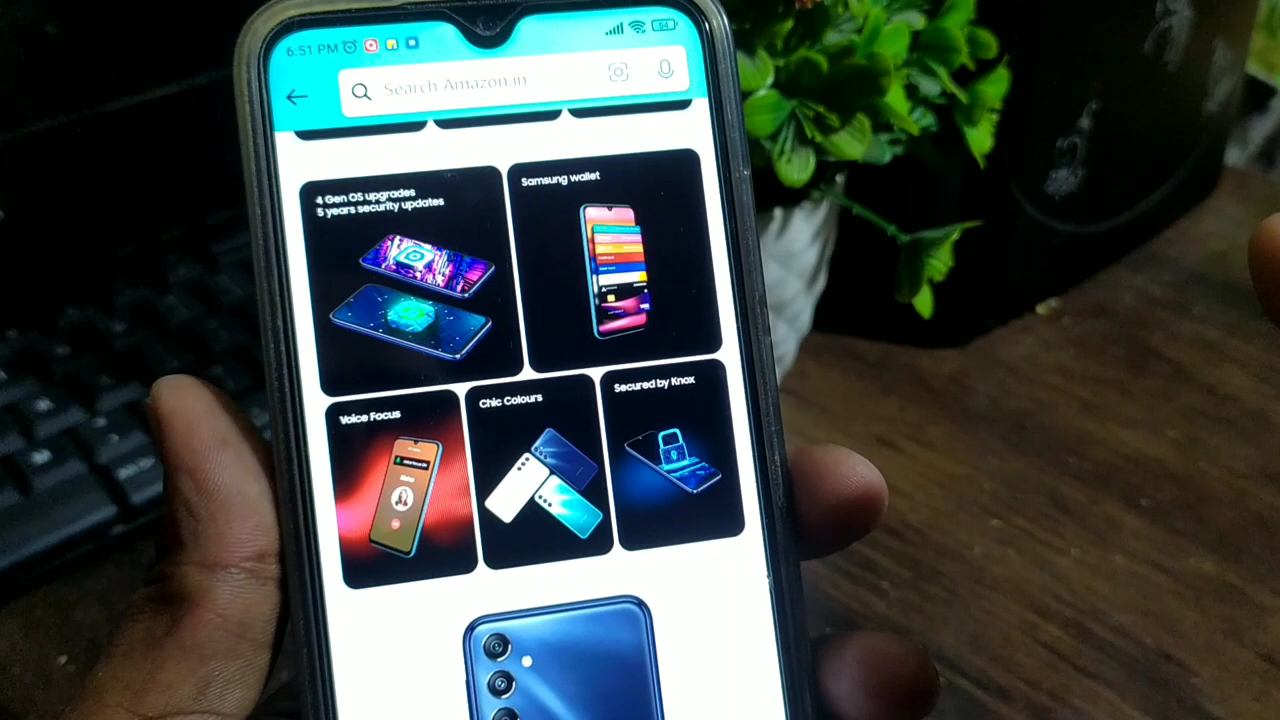 6:51 PM
54
Search Amazon.in
4 Gen OS upgrades
5 years security updates
Samsung wallet
Voice Focus
Chic Colours
Secured by Knox